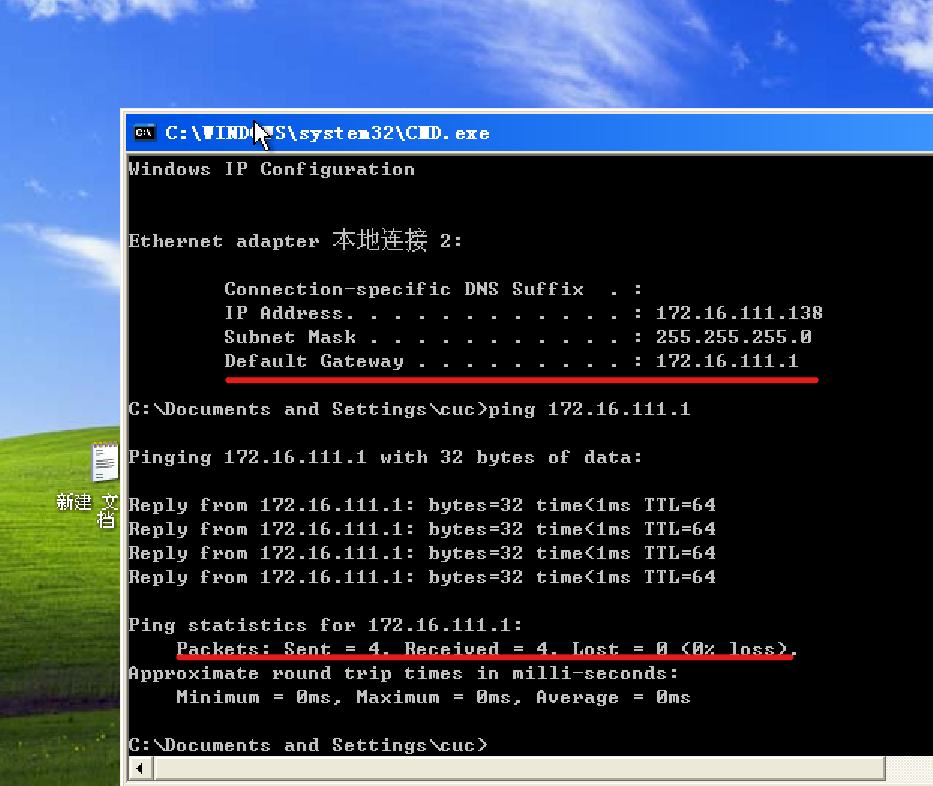 C:\WINDOWS\system32\CMD.exe
Windows IP Configuration
Ethernet adapter 本地连接 2:
Connection-specific DNS Suffix  . :
IP Address. . . . . . . . . . . . : 172.16.111.138
Subnet Mask . . . . . . . . . . . : 255.255.255.0
Default Gateway . . . . . . . . . : 172.16.111.1
C:\Documents and Settings\cuc>ping 172.16.111.1
Pinging 172.16.111.1 with 32 bytes of data:
Reply from 172.16.111.1: bytes=32 time<1ms TTL=64
Reply from 172.16.111.1: bytes=32 time<1ms TTL=64
Reply from 172.16.111.1: bytes=32 time<1ms TTL=64
Reply from 172.16.111.1: bytes=32 time<1ms TTL=64
Ping statistics for 172.16.111.1:
Packets: Sent = 4, Received = 4, Lost = 0 (0% loss),
Approximate round trip times in milli-seconds:
Minimum = 0ms, Maximum = 0ms, Average = 0ms
C:\Documents and Settings\cuc>
新建 文
档